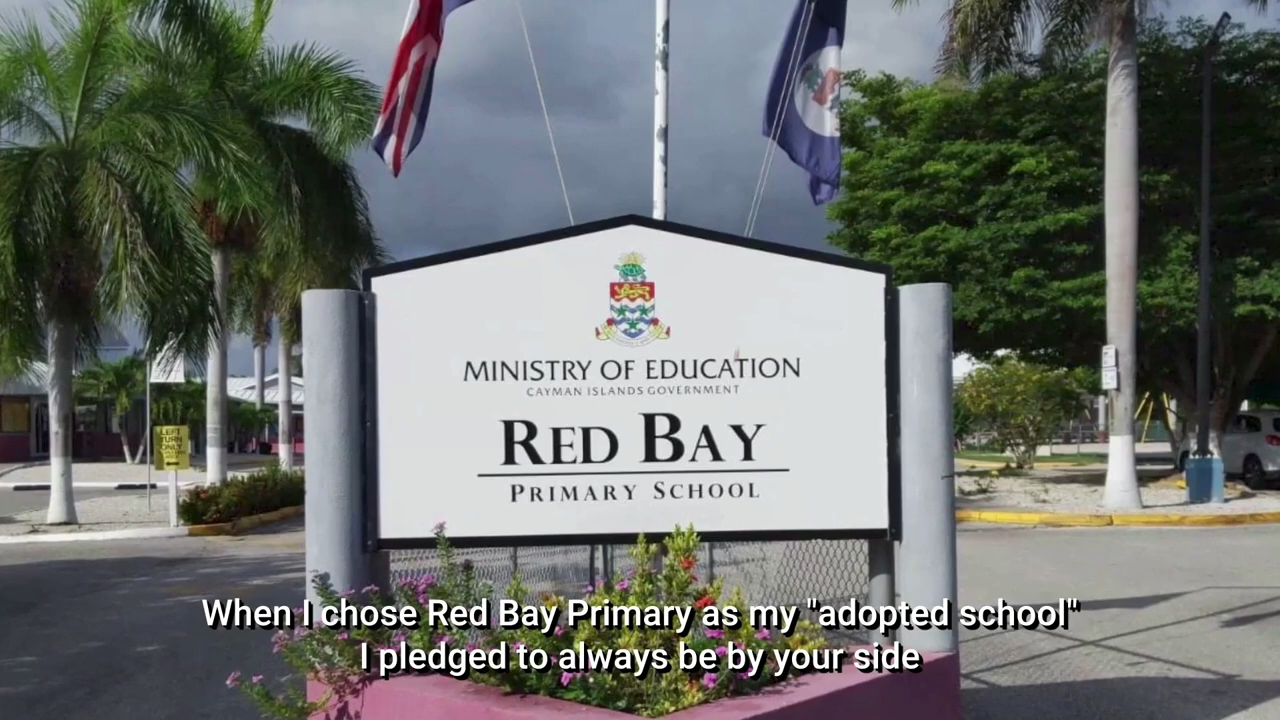 MINISTRY OF EDUCATION
CAYMAN ISLANDS GOVERNMENT
RED BAY
PRIMARY SCHOOL
LEFT
TURN
ONLY
When I chose Red Bay Primary as my "adopted school"
I pledged to always be by your side